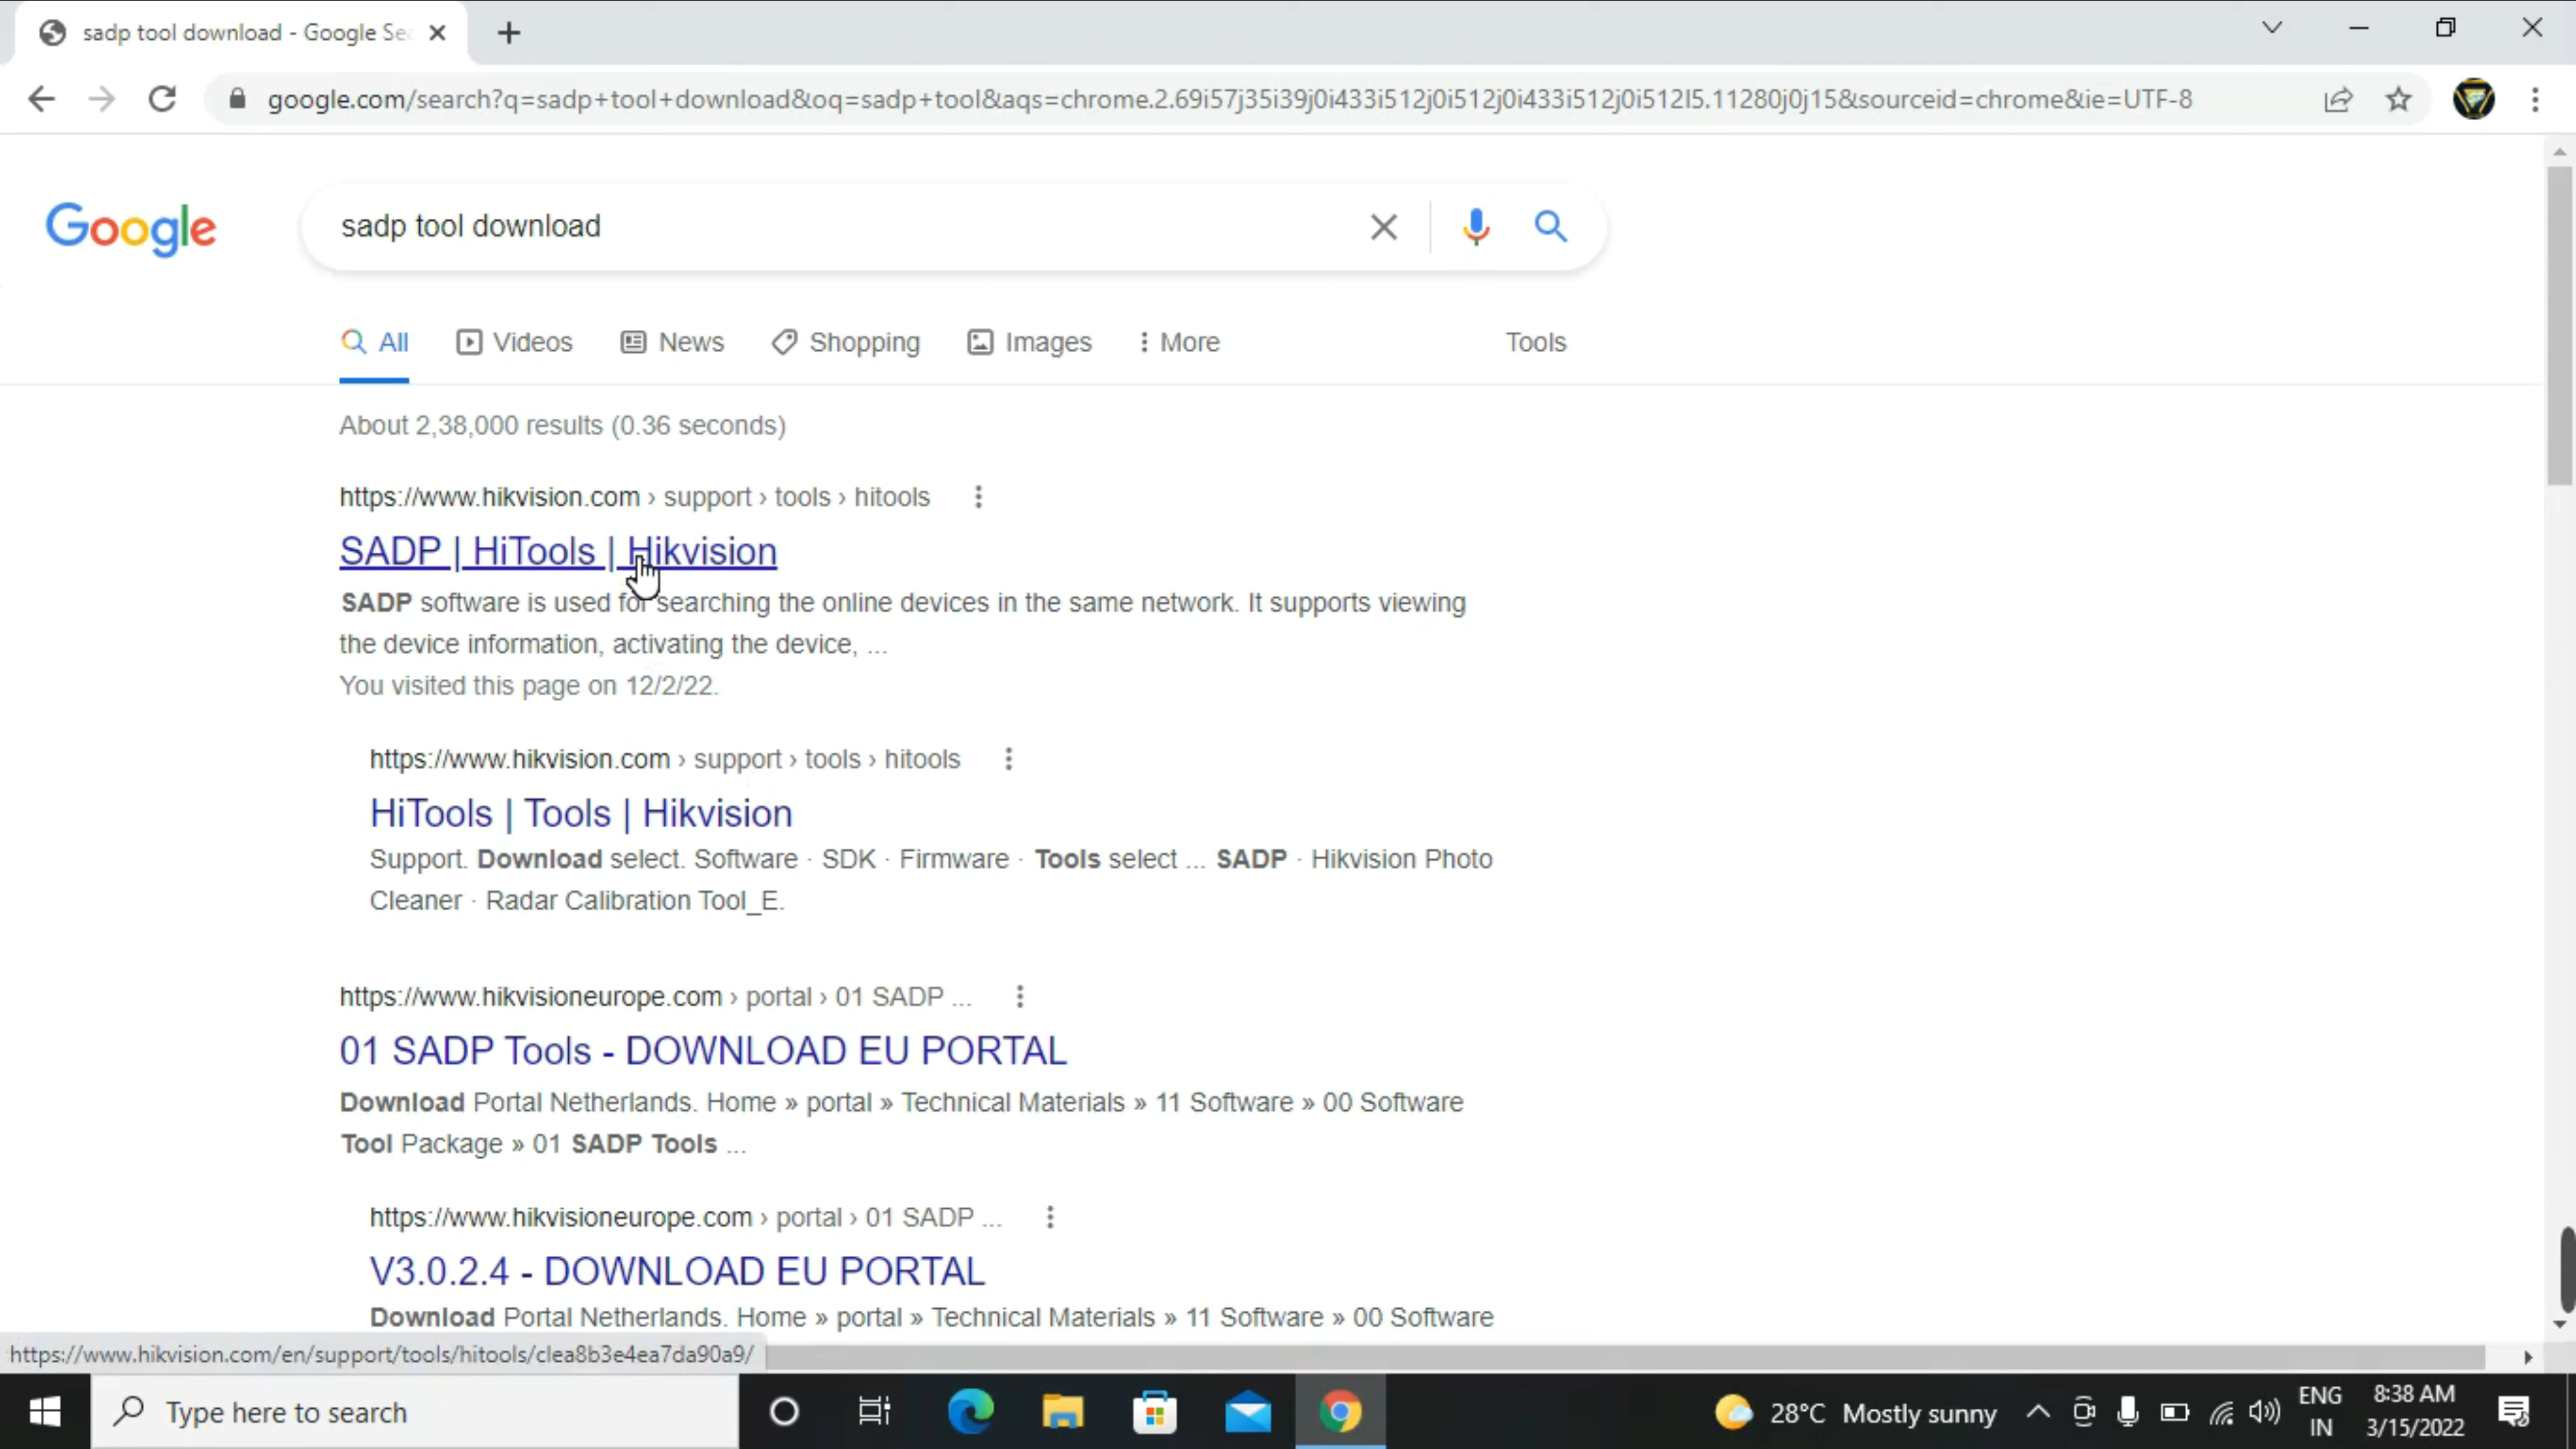 sadp tool download - Google Sea
google.com/search?q=sadp+tool+download&oq=sadp+tool&aqs=chrome.2.69i57j35i39j0i433i512j0i512j0i433i512j0i512l5.11280j0j15&sourceid=chrome&ie=UTF-8
Google
sadp tool download
All Videos News Shopping Images More Tools
About 2,38,000 results (0.36 seconds)
https://www.hikvision.com › support › tools › hitools
SADP | HiTools | Hikvision
SADP software is used for searching the online devices in the same network. It supports viewing
the device information, activating the device, ...
You visited this page on 12/2/22.
https://www.hikvision.com › support › tools › hitools
HiTools | Tools | Hikvision
Support. Download select. Software · SDK · Firmware · Tools select ... SADP · Hikvision Photo
Cleaner · Radar Calibration Tool_E.
https://www.hikvisioneurope.com › portal › 01 SADP ...
01 SADP Tools - DOWNLOAD EU PORTAL
Download Portal Netherlands. Home » portal » Technical Materials » 11 Software » 00 Software
Tool Package » 01 SADP Tools ...
https://www.hikvisioneurope.com › portal › 01 SADP ...
V3.0.2.4 - DOWNLOAD EU PORTAL
Download Portal Netherlands. Home » portal » Technical Materials » 11 Software » 00 Software
https://www.hikvision.com/en/support/tools/hitools/clea8b3e4ea7da90a9/
Type here to search
28°C Mostly sunny
ENG
IN
8:38 AM
3/15/2022